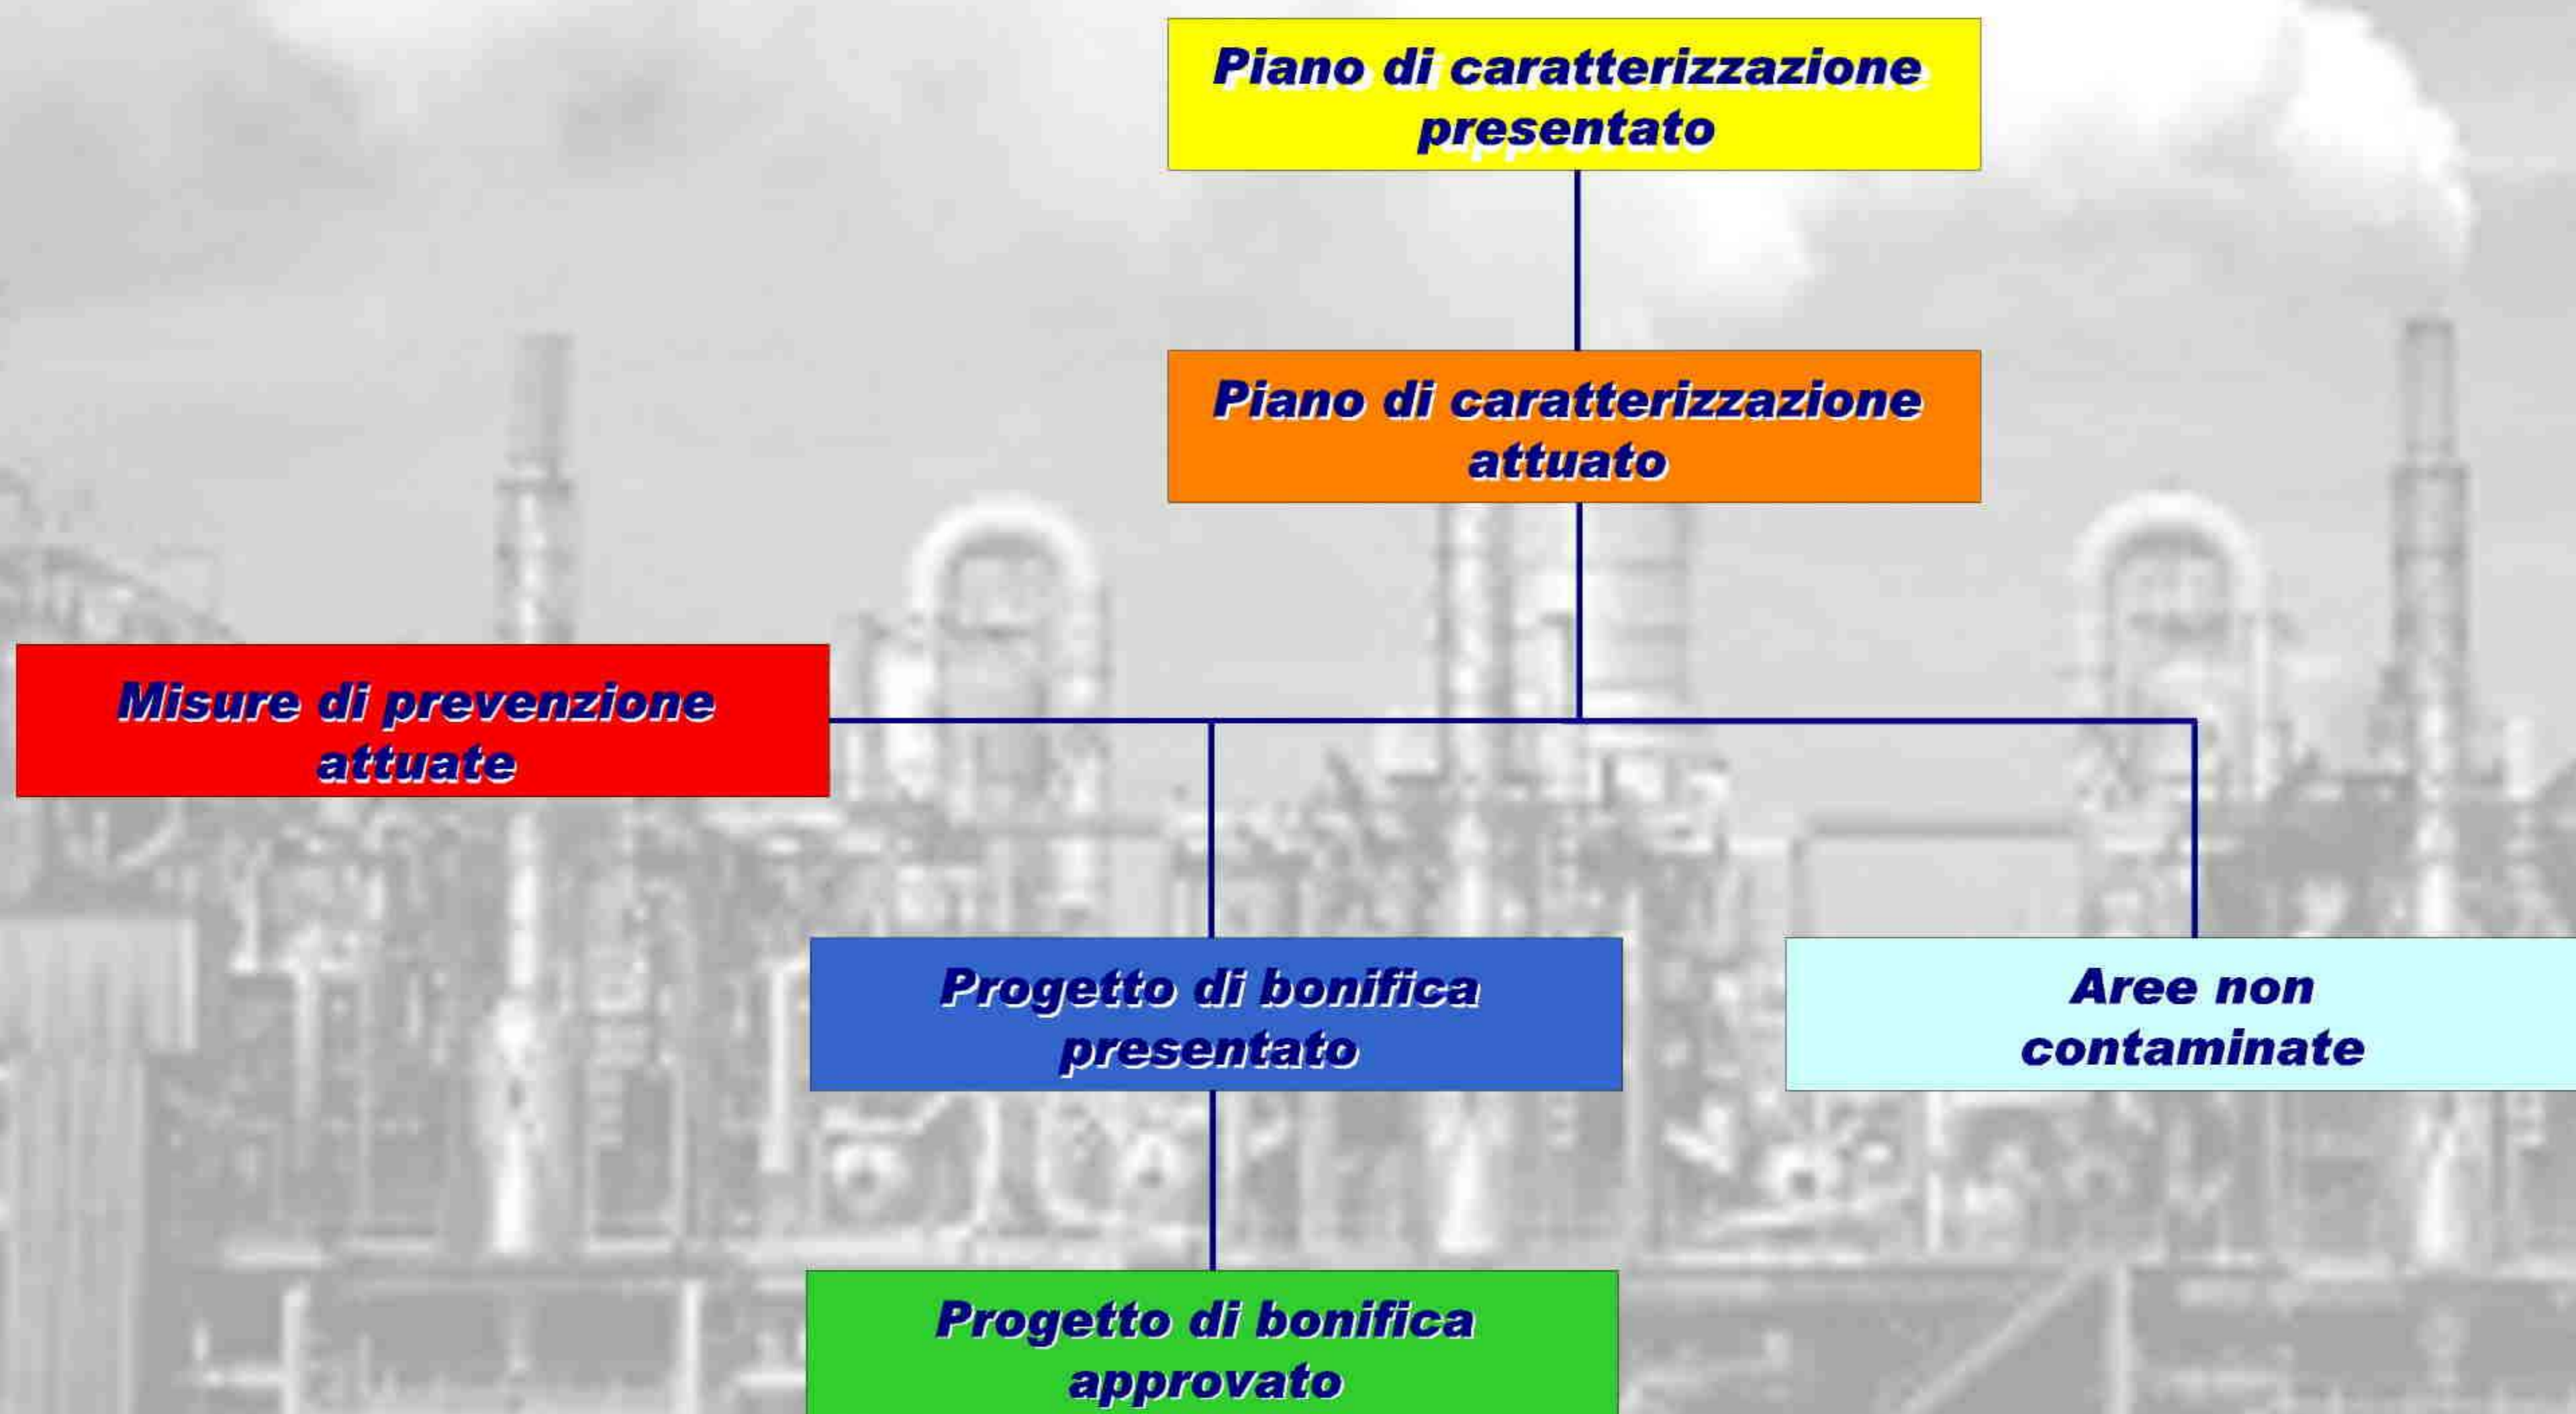 Piano di caratterizzazione
presentato
Piano di caratterizzazione
attuato
Misure di prevenzione
attuate
Progetto di bonifica
presentato
Aree non
contaminate
Progetto di bonifica
approvato